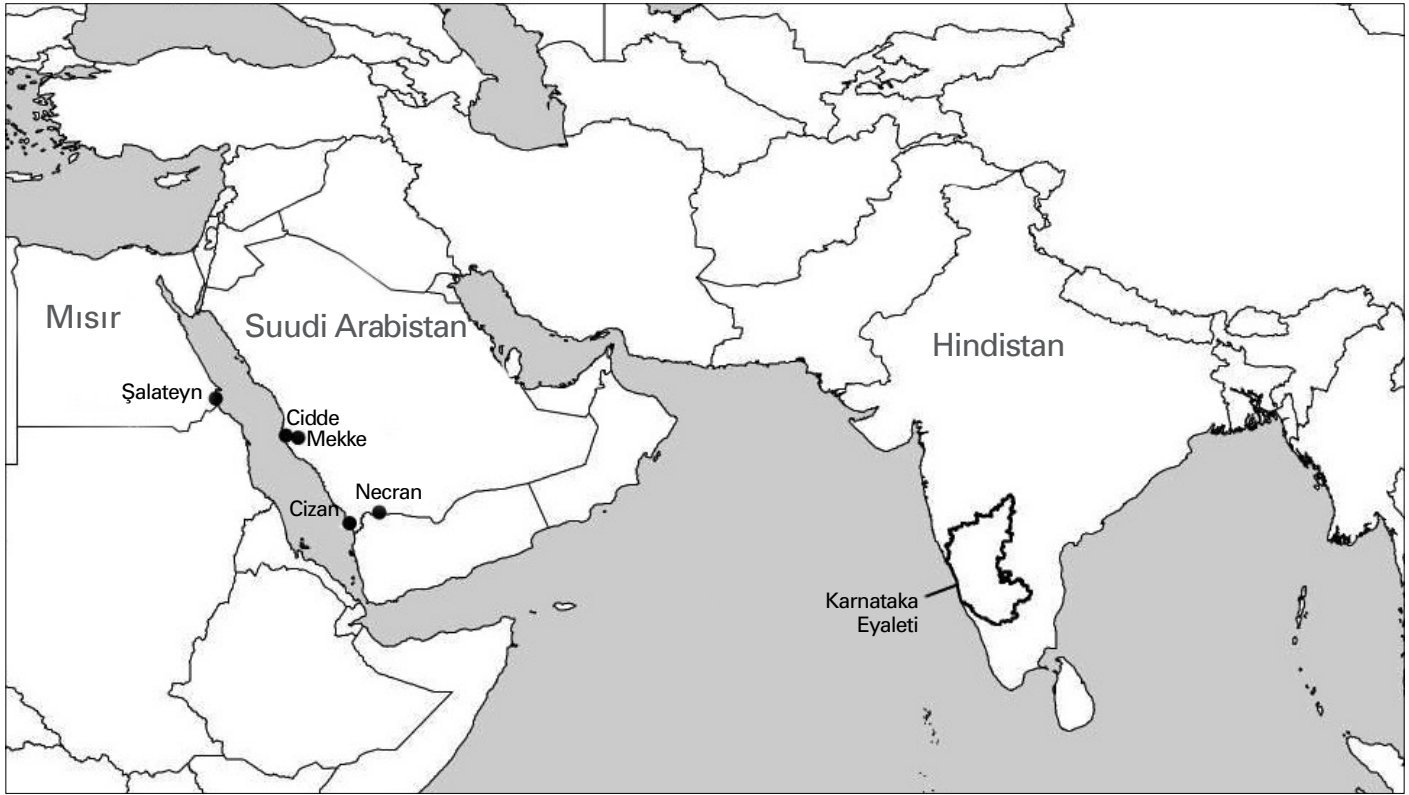 Mısır
Suudi Arabistan
Hindistan
Şalateyn
Cidde
Mekke
Necran
Cizan
Karnataka
Eyaleti